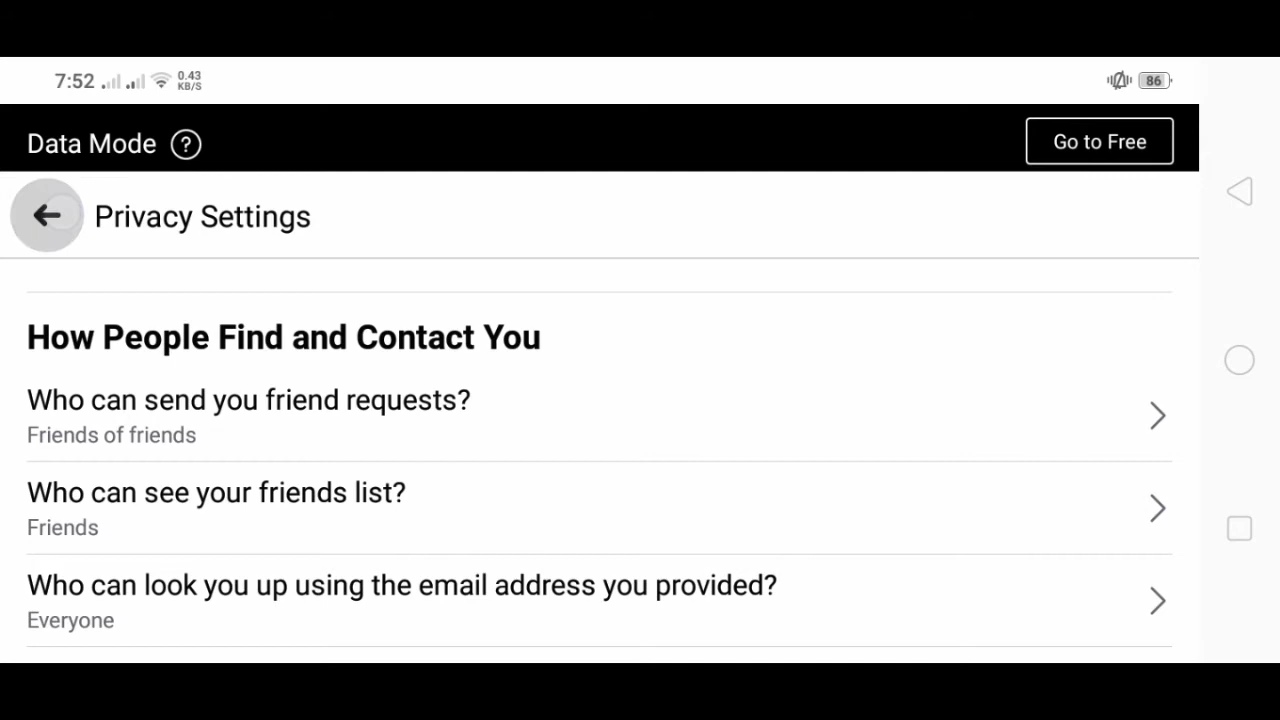 7:52 0.43 KB/S 86
Data Mode ? Go to Free
Privacy Settings
How People Find and Contact You
Who can send you friend requests?
Friends of friends
Who can see your friends list?
Friends
Who can look you up using the email address you provided?
Everyone